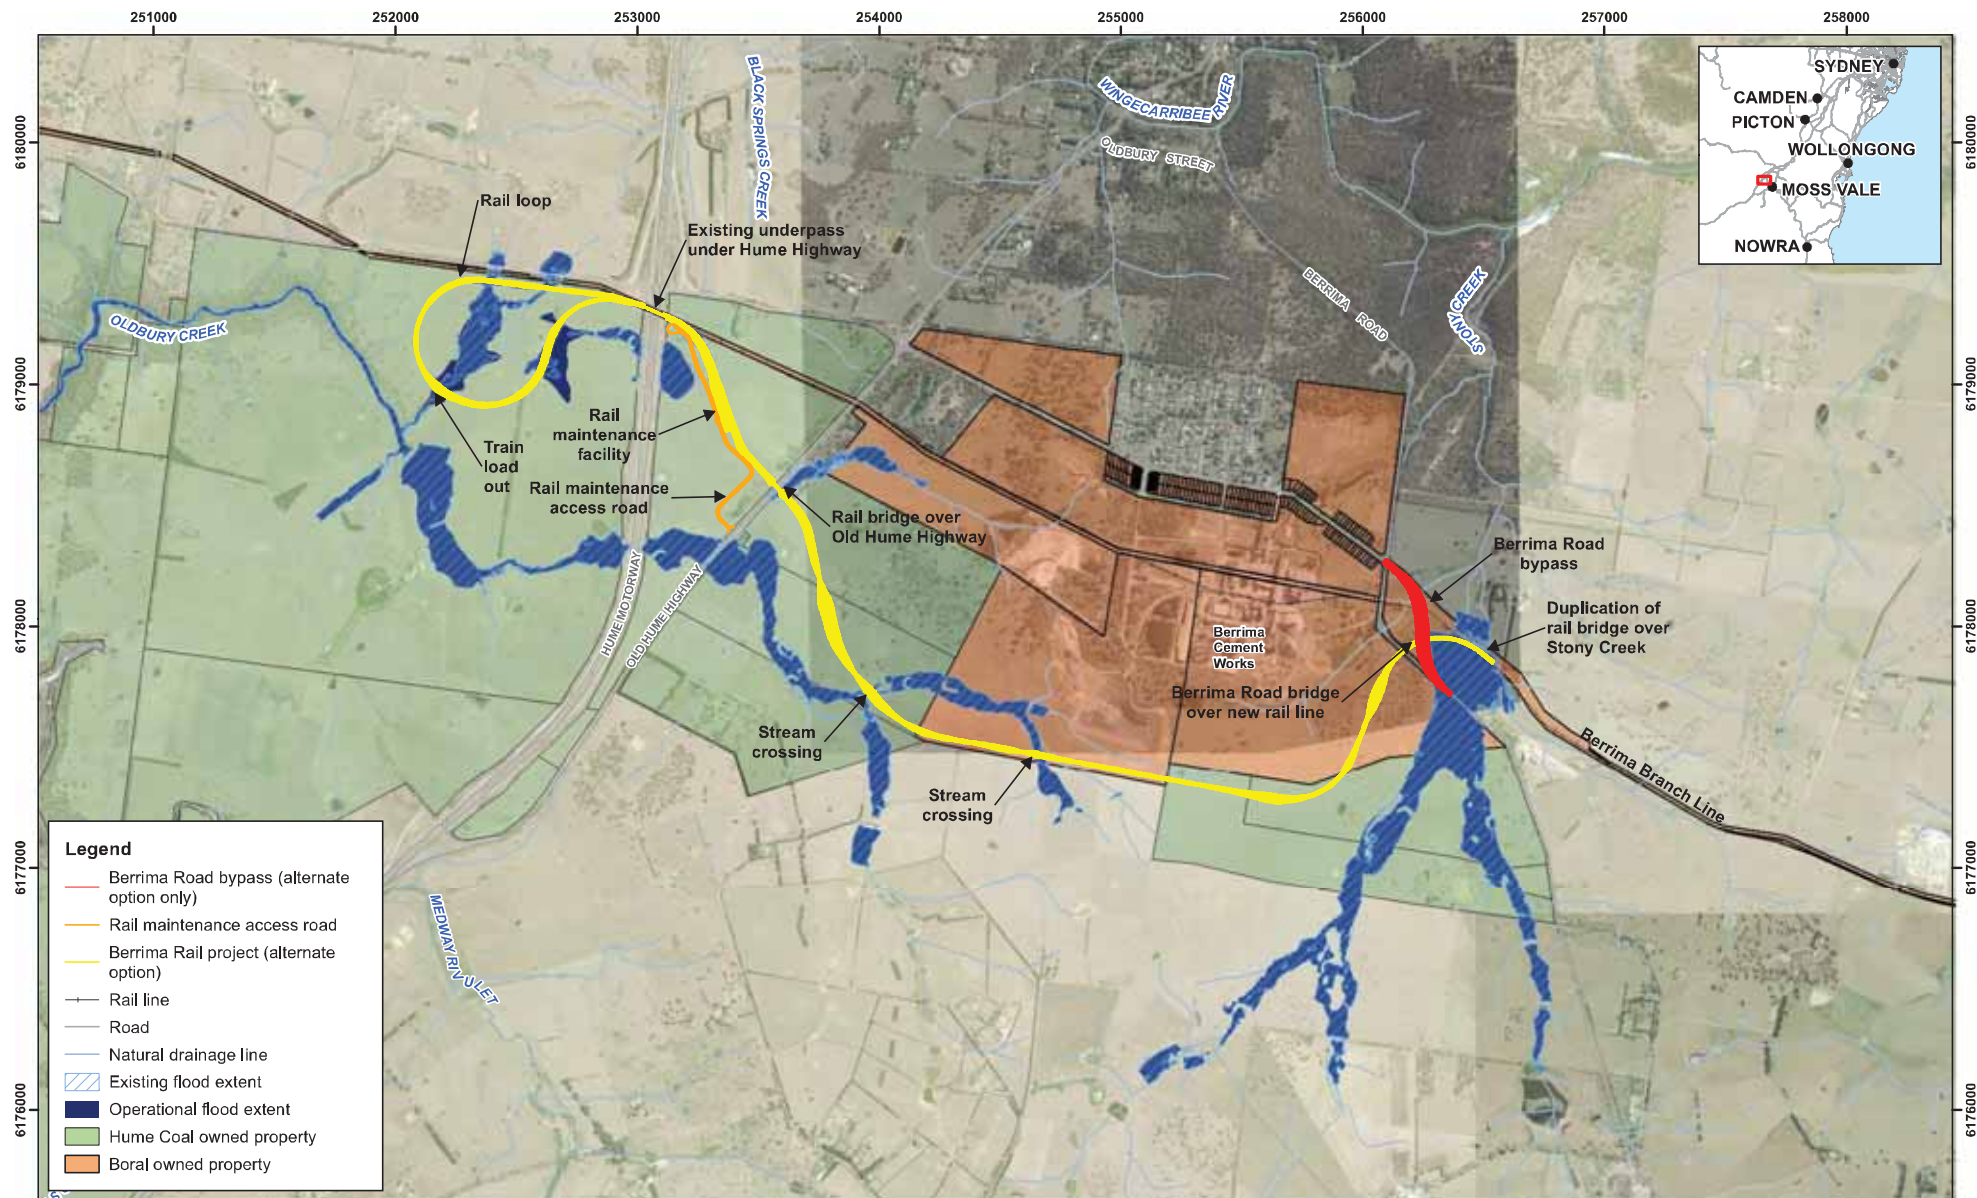 251000
252000
253000
254000
255000
256000
257000
258000
6180000
6179000
6178000
6177000
6176000
6180000
6179000
6178000
6177000
6176000
SYDNEY
CAMDEN
PICTON
WOLLONGONG
MOSS VALE
NOWRA
BLACK SPRINGS CREEK
WINGECARRIBEE RIVER
OLDBURY STREET
BERRIMA ROAD
STONY CREEK
OLDBURY CREEK
Rail loop
Existing underpass
under Hume Highway
Train
load
out
Rail
maintenance
facility
Rail maintenance
access road
Rail bridge over
Old Hume Highway
HUME MOTORWAY
OLD HUME HIGHWAY
Berrima Road
bypass
Duplication of
rail bridge over
Stony Creek
Berrima
Cement
Works
Berrima Road bridge
over new rail line
Stream
crossing
Stream
crossing
Berrima Branch Line
MEDWAY RIVULET
Legend
Berrima Road bypass (alternate
option only)
Rail maintenance access road
Berrima Rail project (alternate
option)
Rail line
Road
Natural drainage line
Existing flood extent
Operational flood extent
Hume Coal owned property
Boral owned property